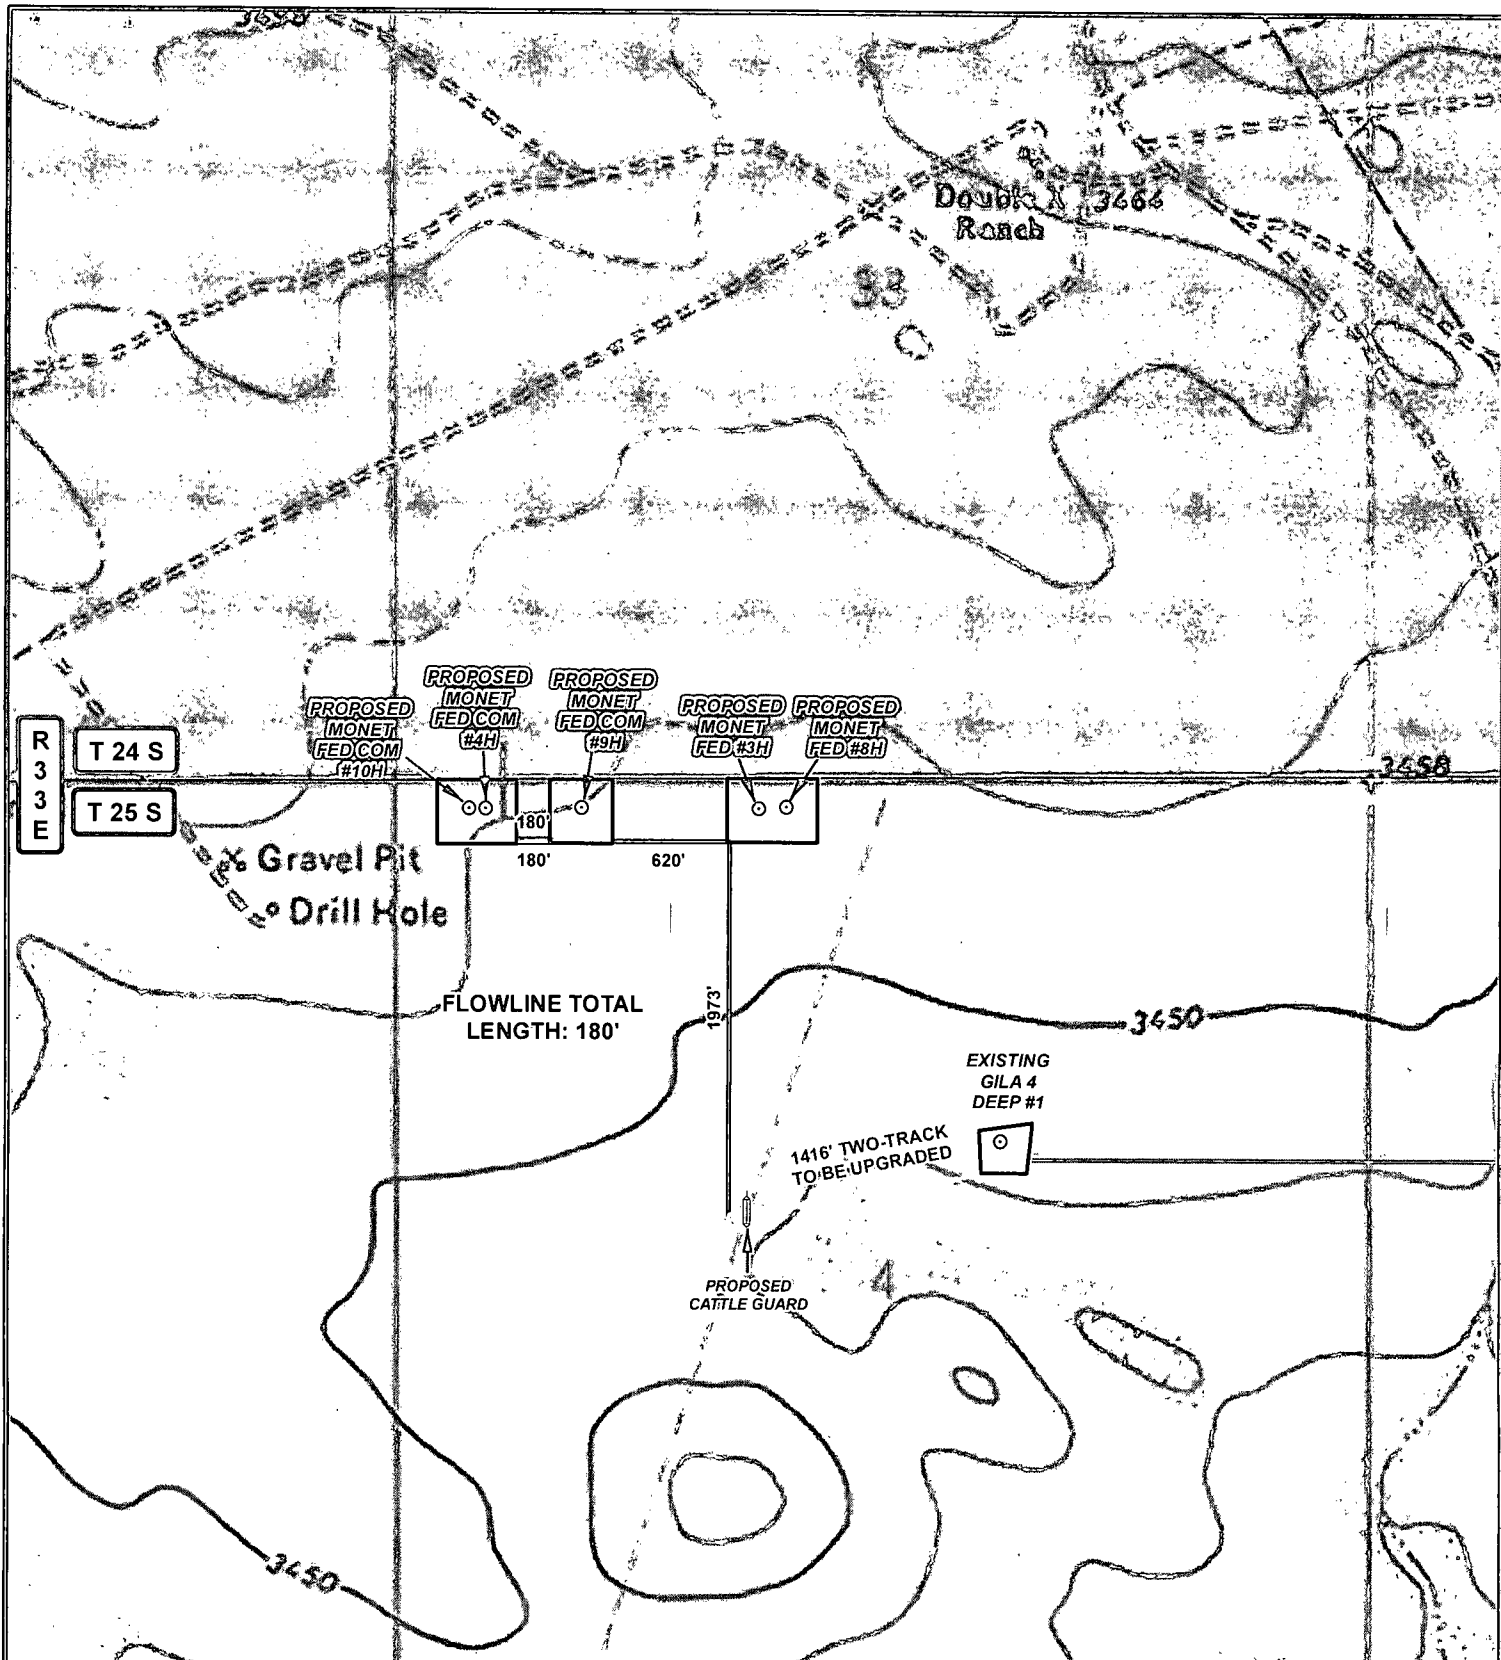 3468
Double X 3464
Ranch
33
PROPOSED
MONET
FED COM
#10H
PROPOSED
MONET
FED COM
#4H
PROPOSED
MONET
FED COM
#9H
PROPOSED
MONET
FED #3H
PROPOSED
MONET
FED #8H
R
3
3
E
T 24 S
T 25 S
3458
180'
180'
620'
Gravel Pit
Drill Hole
FLOWLINE TOTAL
LENGTH: 180'
1973'
3450
EXISTING
GILA 4
DEEP #1
1416' TWO-TRACK
TO BE UPGRADED
PROPOSED
CATTLE GUARD
4
3450